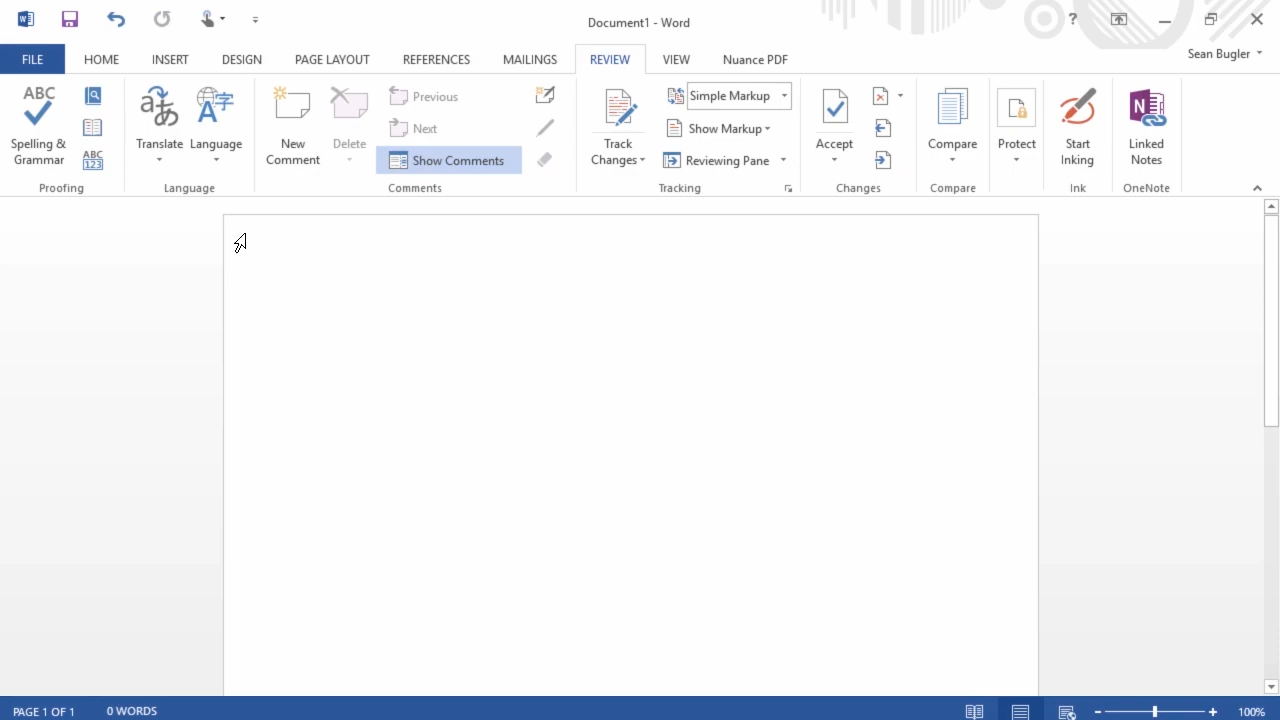 Document1 - Word
?
Sean Bugler
FILE HOME INSERT DESIGN PAGE LAYOUT REFERENCES MAILINGS REVIEW VIEW Nuance PDF
ABC
Spelling &
Grammar
ABC
123
Proofing
Translate
Language
Language
New
Comment
Delete
Previous
Next
Show Comments
Comments
Track
Changes
Simple Markup
Show Markup
Reviewing Pane
Tracking
Accept
Changes
Compare
Compare
Protect
Start
Inking
Ink
Linked
Notes
OneNote
PAGE 1 OF 1 0 WORDS 100%